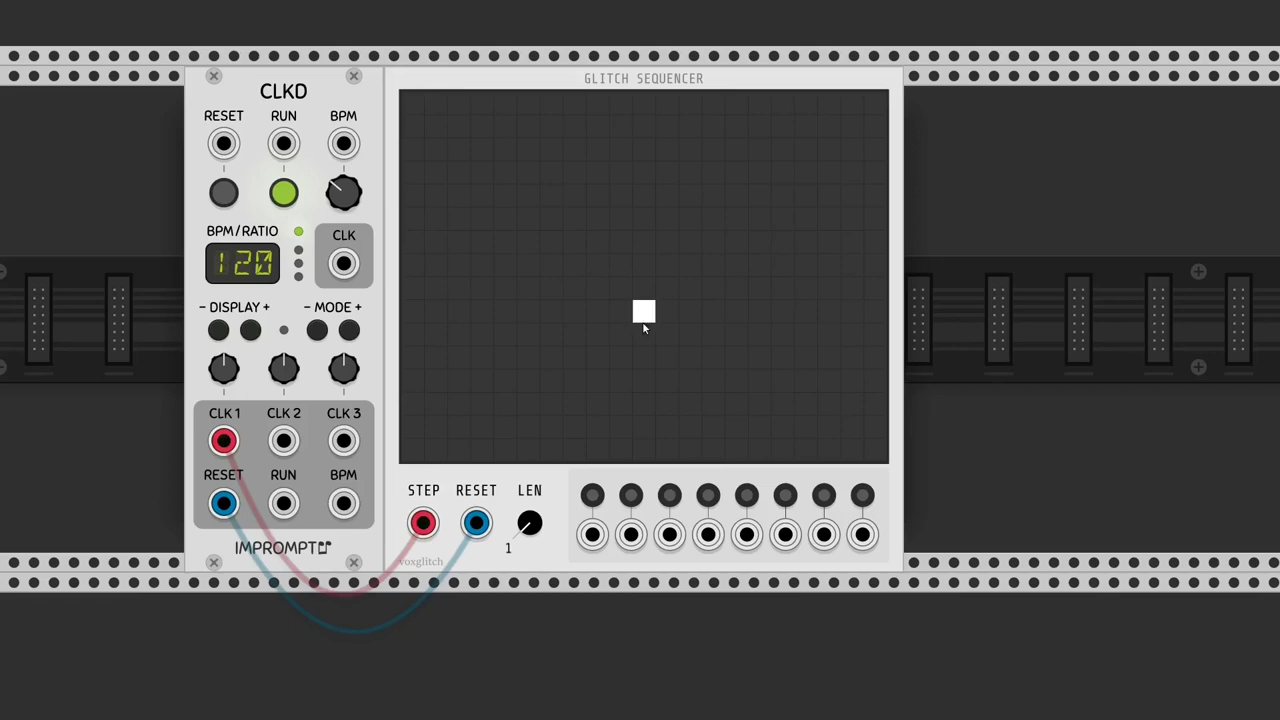 GLITCH SEQUENCER
CLKD
RESET RUN BPM
BPM/RATIO
CLK
120
- DISPLAY + - MODE +
CLK 1 CLK 2 CLK 3
RESET RUN BPM
IMPROMPTU
STEP RESET LEN
1
voxglitch